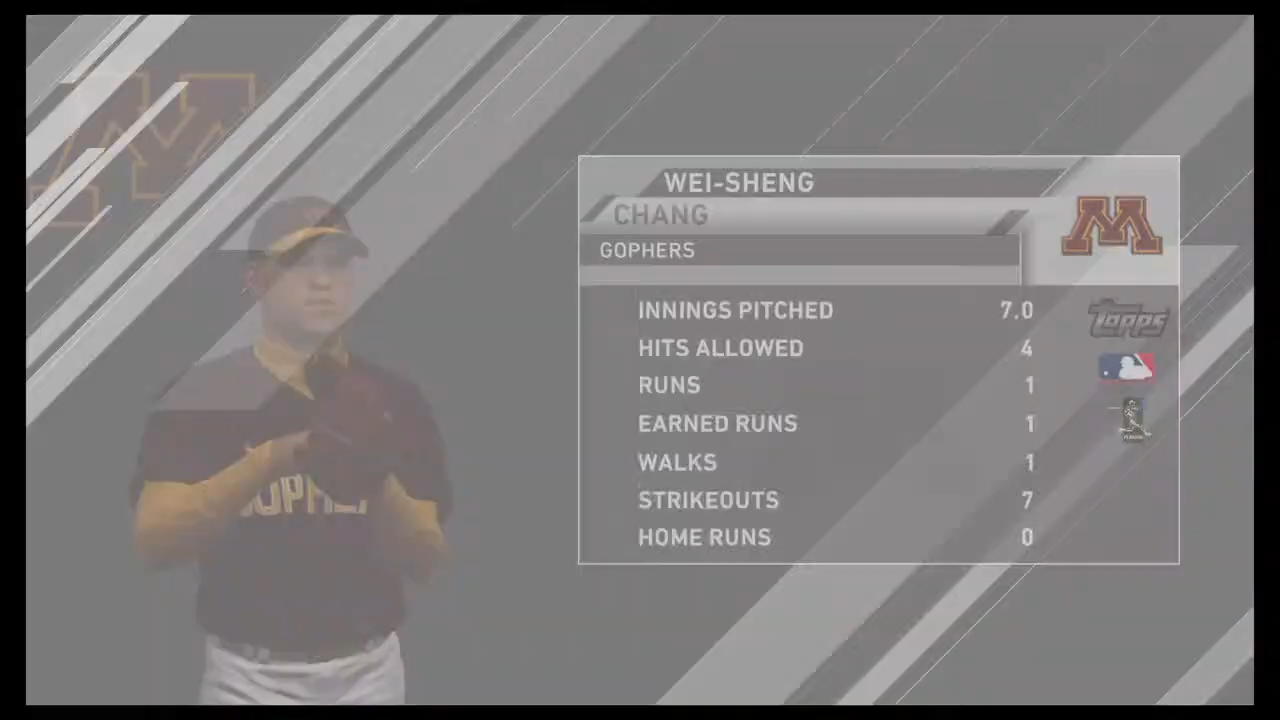 WEI-SHENG
CHANG
GOPHERS
INNINGS PITCHED 7.0
HITS ALLOWED 4
RUNS 1
EARNED RUNS 1
WALKS 1
STRIKEOUTS 7
HOME RUNS 0
M
Topps